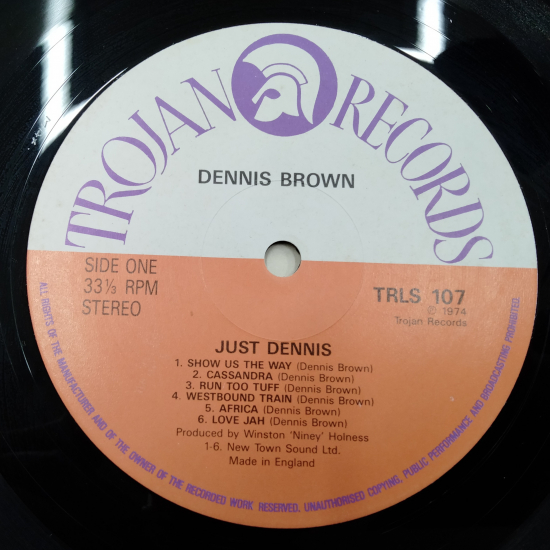 TROJAN RECORDS
DENNIS BROWN
SIDE ONE
33⅓ RPM
STEREO
TRLS 107
℗ 1974
Trojan Records
JUST DENNIS
1. SHOW US THE WAY (Dennis Brown)
2. CASSANDRA (Dennis Brown)
3. RUN TOO TUFF (Dennis Brown)
4. WESTBOUND TRAIN (Dennis Brown)
5. AFRICA (Dennis Brown)
6. LOVE JAH (Dennis Brown)
Produced by Winston 'Niney' Holness
1-6. New Town Sound Ltd.
Made in England
ALL RIGHTS OF THE MANUFACTURER AND OF THE OWNER OF THE RECORDED WORK RESERVED. UNAUTHORISED COPYING, PUBLIC PERFORMANCE AND BROADCASTING PROHIBITED.